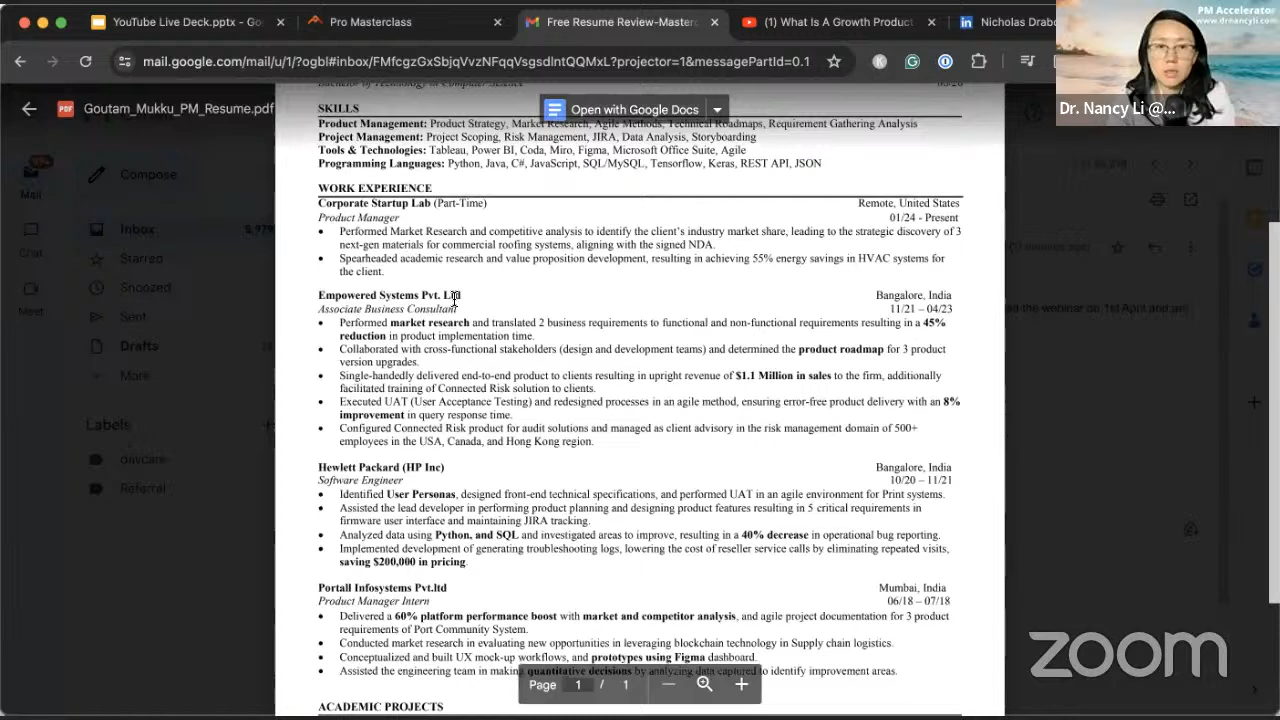 YouTube Live Deck.pptx - Go
Pro Masterclass
Free Resume Review-Master
(1) What Is A Growth Product
Nicholas Drabo
PM Accelerator
www.drnancyli.com
Dr. Nancy Li @...
mail.google.com/mail/u/1/?ogbl#inbox/FMfcgzGxSbjqVvzNFqqVsgsdlntQQMxL?projector=1&messagePartId=0.1
Goutam_Mukku_PM_Resume.pdf
Open with Google Docs
Mail
Chat
Meet
Compose
Inbox
Starred
Snoozed
Sent
Drafts
More
Labels
daycare
Referral
SKILLS
Product Management: Product Strategy, Market Research, Agile Methods, Technical Roadmaps, Requirement Gathering Analysis
Project Management: Project Scoping, Risk Management, JIRA, Data Analysis, Storyboarding
Tools & Technologies: Tableau, Power BI, Coda, Miro, Figma, Microsoft Office Suite, Agile
Programming Languages: Python, Java, C#, JavaScript, SQL/MySQL, Tensorflow, Keras, REST API, JSON
WORK EXPERIENCE
Corporate Startup Lab (Part-Time) Remote, United States
Product Manager 01/24 - Present
• Performed Market Research and competitive analysis to identify the client's industry market share, leading to the strategic discovery of 3
next-gen materials for commercial roofing systems, aligning with the signed NDA.
• Spearheaded academic research and value proposition development, resulting in achieving 55% energy savings in HVAC systems for
the client.
Empowered Systems Pvt. Ltd Bangalore, India
Associate Business Consultant 11/21 – 04/23
• Performed market research and translated 2 business requirements to functional and non-functional requirements resulting in a 45%
reduction in product implementation time.
• Collaborated with cross-functional stakeholders (design and development teams) and determined the product roadmap for 3 product
version upgrades.
• Single-handedly delivered end-to-end product to clients resulting in upright revenue of $1.1 Million in sales to the firm, additionally
facilitated training of Connected Risk solution to clients.
• Executed UAT (User Acceptance Testing) and redesigned processes in an agile method, ensuring error-free product delivery with an 8%
improvement in query response time.
• Configured Connected Risk product for audit solutions and managed as client advisory in the risk management domain of 500+
employees in the USA, Canada, and Hong Kong region.
Hewlett Packard (HP Inc) Bangalore, India
Software Engineer 10/20 – 11/21
• Identified User Personas, designed front-end technical specifications, and performed UAT in an agile environment for Print systems.
• Assisted the lead developer in performing product planning and designing product features resulting in 5 critical requirements in
firmware user interface and maintaining JIRA tracking.
• Analyzed data using Python, and SQL and investigated areas to improve, resulting in a 40% decrease in operational bug reporting.
• Implemented development of generating troubleshooting logs, lowering the cost of reseller service calls by eliminating repeated visits,
saving $200,000 in pricing.
Portall Infosystems Pvt.ltd Mumbai, India
Product Manager Intern 06/18 – 07/18
• Delivered a 60% platform performance boost with market and competitor analysis, and agile project documentation for 3 product
requirements of Port Community System.
• Conducted market research in evaluating new opportunities in leveraging blockchain technology in Supply chain logistics.
• Conceptualized and built UX mock-up workflows, and prototypes using Figma dashboard.
• Assisted the engineering team in making quantitative decisions by analyzing data captured to identify improvement areas.
ACADEMIC PROJECTS
Page 1 / 1
zoom